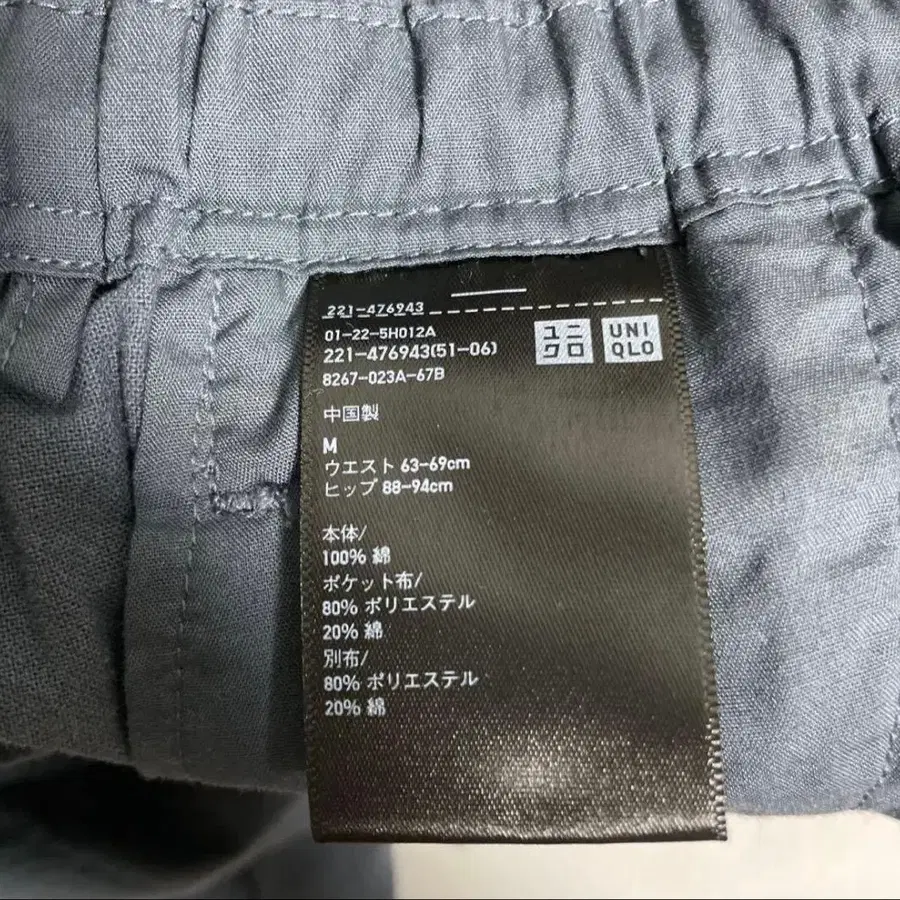 221-476943
01-22-5H012A
221-476943(51-06)
8267-023A-67B
ユニ
クロ
UNI
QLO
中国製
M
ウエスト 63-69cm
ヒップ 88-94cm
本体/
100% 綿
ポケット布/
80% ポリエステル
20% 綿
別布/
80% ポリエステル
20% 綿